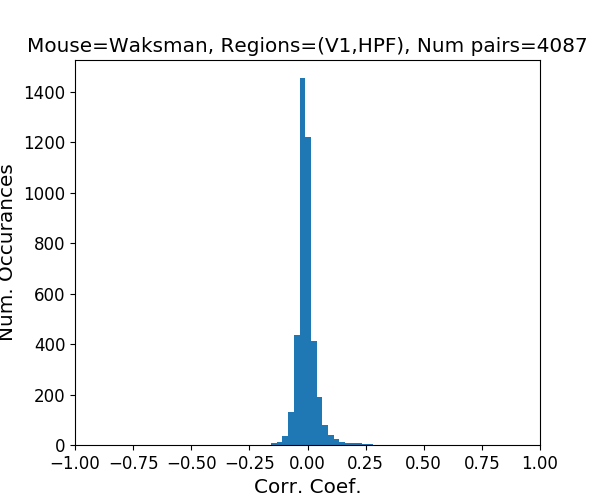 Mouse=Waksman, Regions=(V1,HPF), Num pairs=4087
Num. Occurances
1400
1200
1000
800
600
400
200
0
−1.00 −0.75 −0.50 −0.25 0.00 0.25 0.50 0.75 1.00
Corr. Coef.